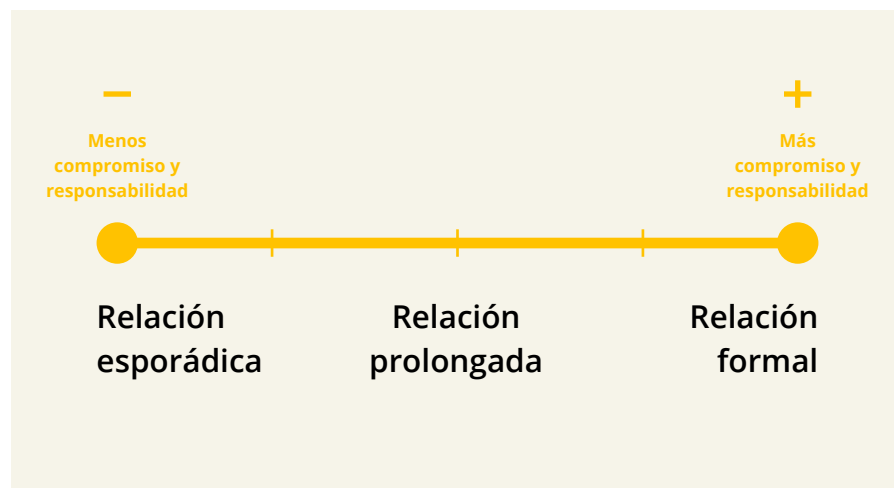 −
+
Menos
compromiso y
responsabilidad
Más
compromiso y
responsabilidad
Relación
esporádica
Relación
prolongada
Relación
formal